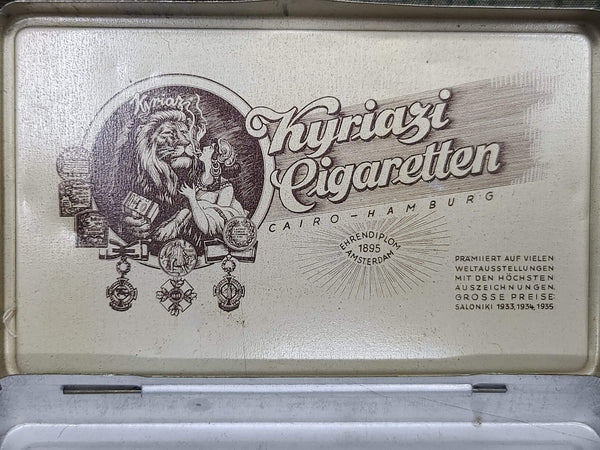 Kyriazi
Kyriazi
Cigaretten
CAIRO-HAMBURG
EHRENDIPLOM
1895
AMSTERDAM
PRÄMIIERT AUF VIELEN
WELTAUSSTELLUNGEN
MIT DEN HÖCHSTEN
AUSZEICHNUNGEN.
GROSSE PREISE:
SALONIKI 1933, 1934, 1935